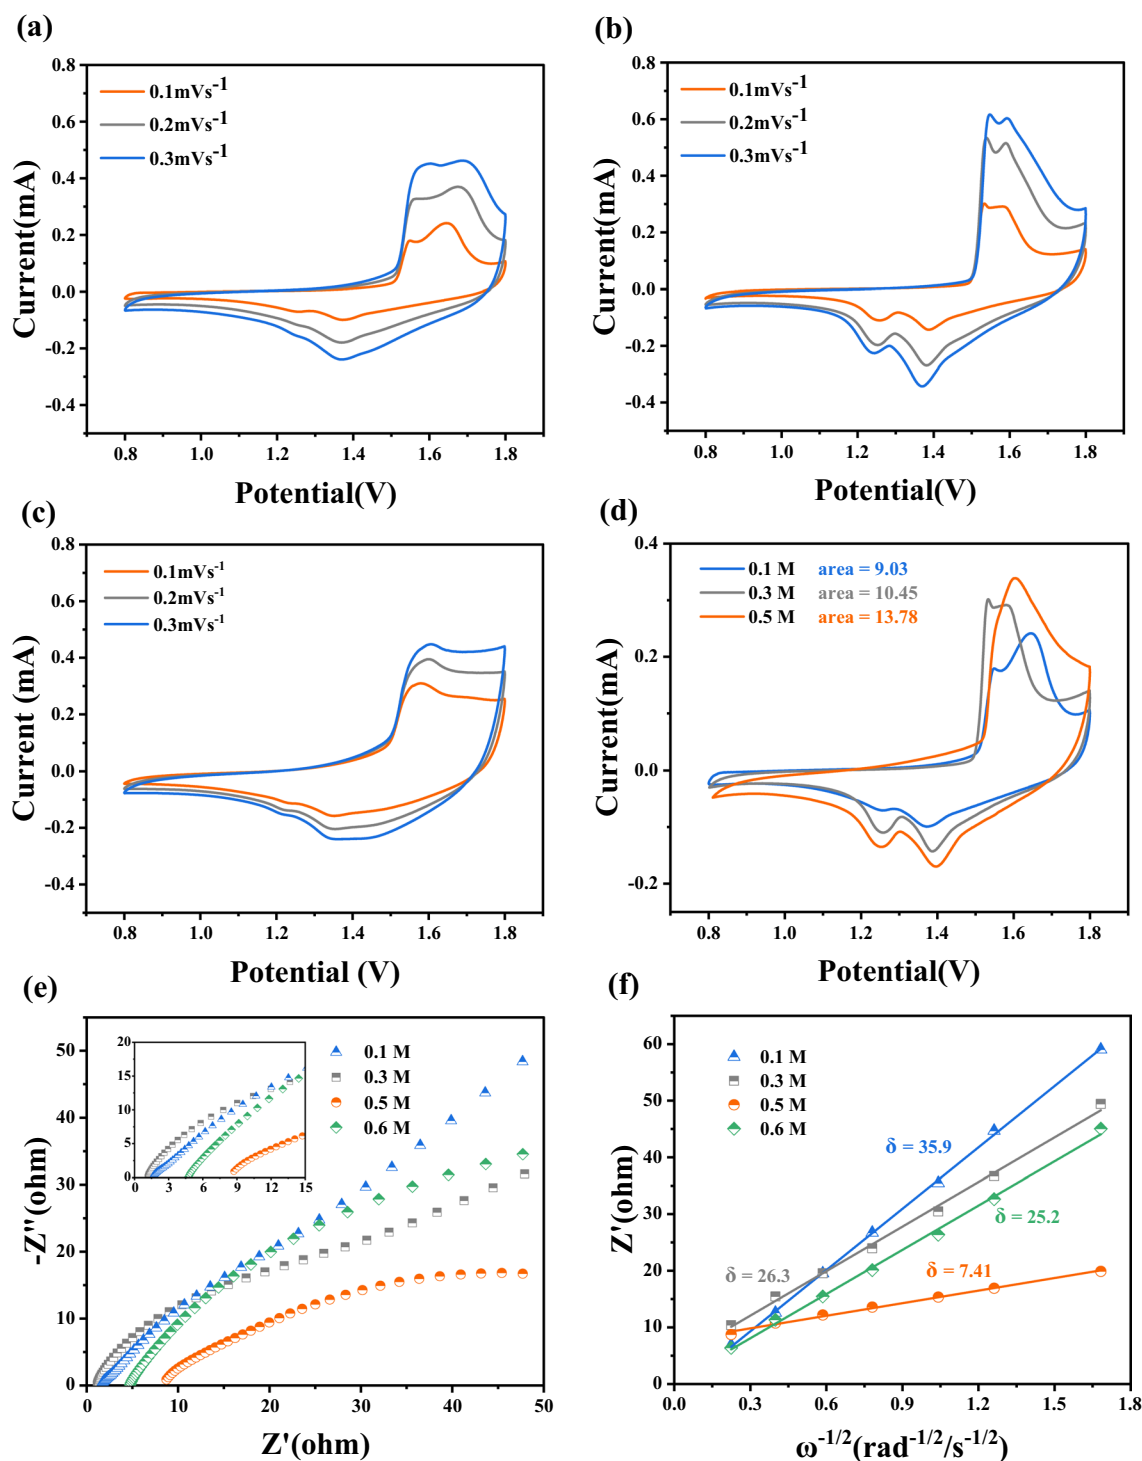 (a)
0.8
0.6
0.4
0.2
0.0
-0.2
-0.4
Current(mA)
0.1mVs-1
0.2mVs-1
0.3mVs-1
0.8 1.0 1.2 1.4 1.6 1.8
Potential(V)
(b)
0.8
0.6
0.4
0.2
0.0
-0.2
-0.4
Current(mA)
0.1mVs-1
0.2mVs-1
0.3mVs-1
0.8 1.0 1.2 1.4 1.6 1.8
Potential(V)
(c)
0.8
0.6
0.4
0.2
0.0
-0.2
-0.4
Current (mA)
0.1mVs-1
0.2mVs-1
0.3mVs-1
0.8 1.0 1.2 1.4 1.6 1.8
Potential (V)
(d)
0.4
0.2
0.0
-0.2
Current(mA)
0.1 M area = 9.03
0.3 M area = 10.45
0.5 M area = 13.78
0.8 1.0 1.2 1.4 1.6 1.8
Potential(V)
(e)
50
40
30
20
10
0
-Z''(ohm)
20
15
10
5
0
0 3 6 9 12 15
0.1 M
0.3 M
0.5 M
0.6 M
0 10 20 30 40 50
Z'(ohm)
(f)
60
50
40
30
20
10
0
Z'(ohm)
0.1 M
0.3 M
0.5 M
0.6 M
δ = 35.9
δ = 25.2
δ = 26.3
δ = 7.41
0.0 0.3 0.6 0.9 1.2 1.5 1.8
ω-1/2(rad-1/2/s-1/2)